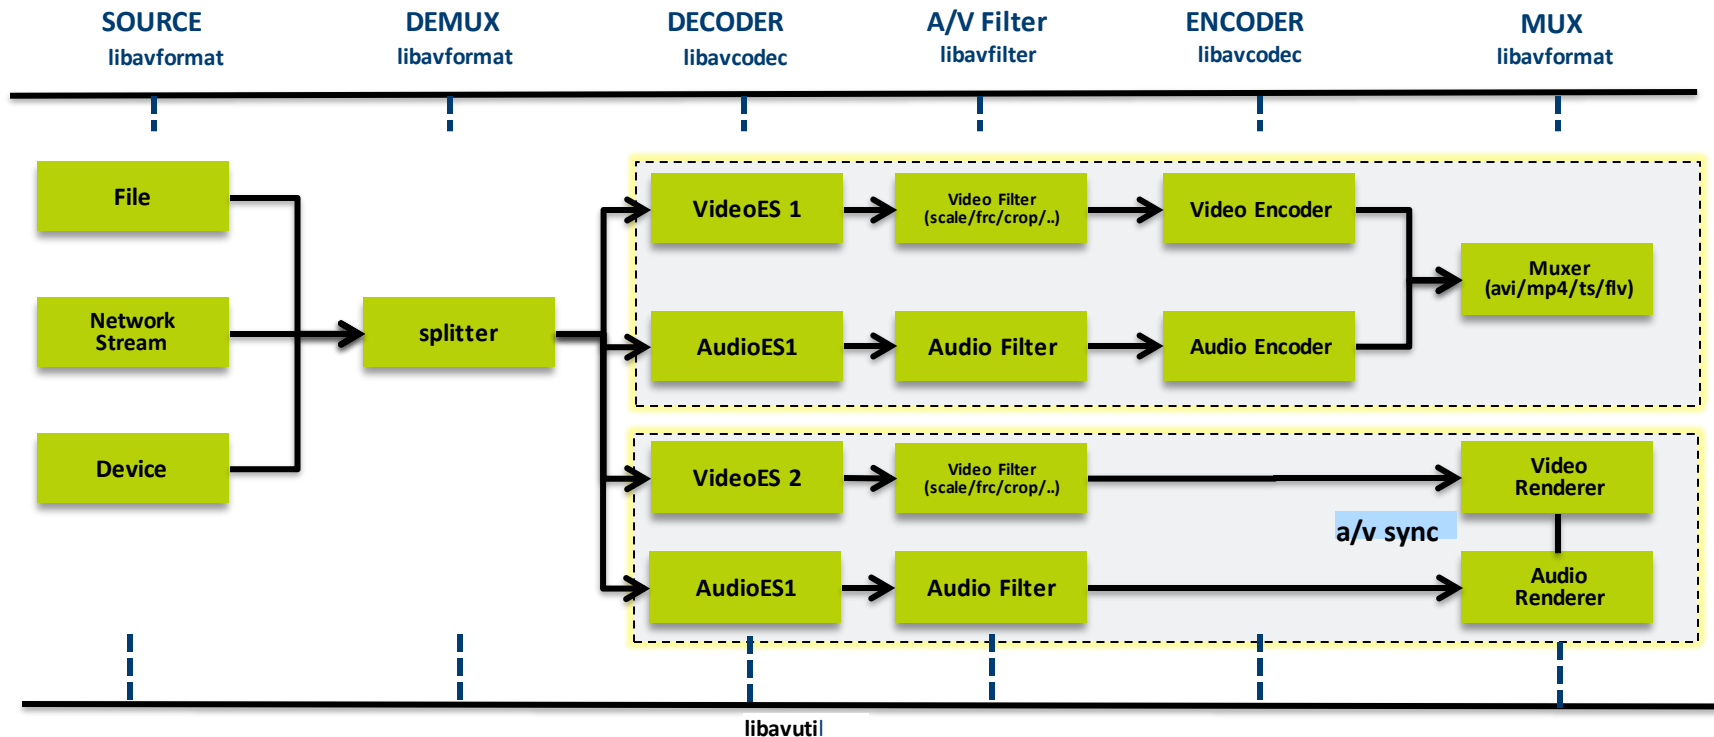 SOURCE
libavformat
DEMUX
libavformat
DECODER
libavcodec
A/V Filter
libavfilter
ENCODER
libavcodec
MUX
libavformat
File
Network
Stream
Device
splitter
VideoES 1
Video Filter
(scale/frc/crop/..)
Video Encoder
AudioES1
Audio Filter
Audio Encoder
Muxer
(avi/mp4/ts/flv)
VideoES 2
Video Filter
(scale/frc/crop/..)
Video
Renderer
a/v sync
AudioES1
Audio Filter
Audio
Renderer
libavutil